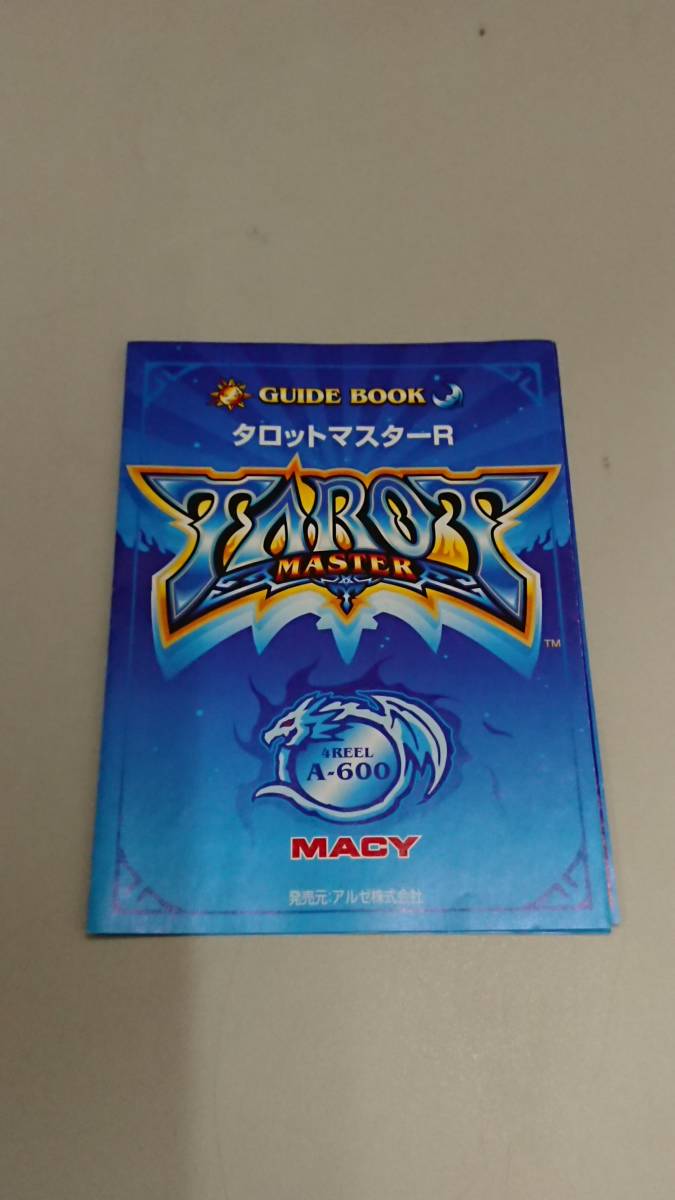 GUIDE BOOK
タロットマスターR
TAROT
MASTER
TM
4REEL
A-600
MACY
発売元:アルゼ株式会社